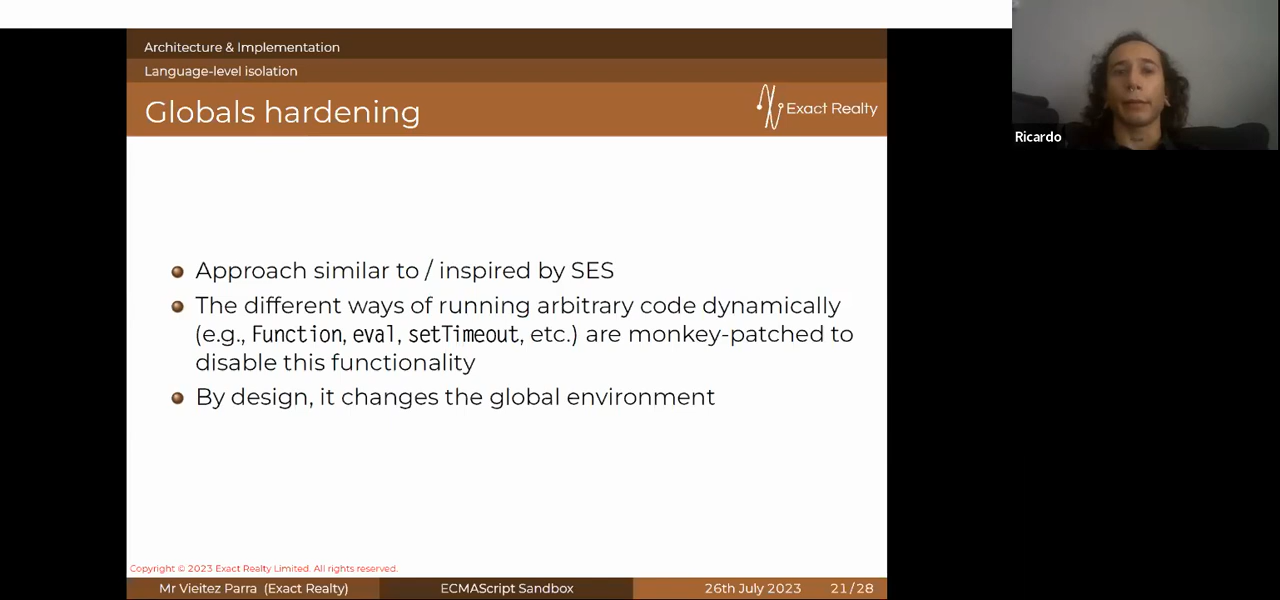 Architecture & Implementation
Language-level isolation
Globals hardening
Exact Realty
Ricardo
Approach similar to / inspired by SES
The different ways of running arbitrary code dynamically
(e.g., Function, eval, setTimeout, etc.) are monkey-patched to
disable this functionality
By design, it changes the global environment
Copyright © 2023 Exact Realty Limited. All rights reserved.
Mr Vieitez Parra (Exact Realty)
ECMAScript Sandbox
26th July 2023
21/28